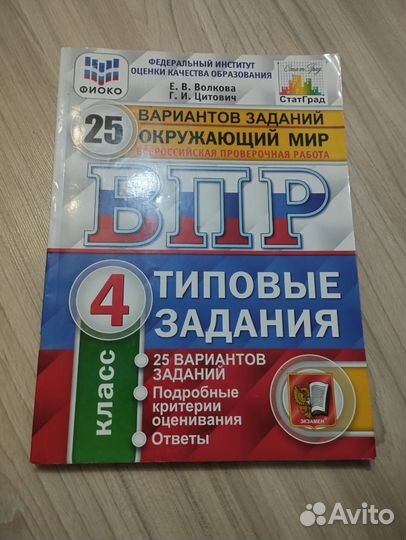 ФЕДЕРАЛЬНЫЙ ИНСТИТУТ
ОЦЕНКИ КАЧЕСТВА ОБРАЗОВАНИЯ
ФИОКО
Е. В. Волкова
Г. И. Цитович
СтатГрад
СтатГрад
25
ВАРИАНТОВ ЗАДАНИЙ
ОКРУЖАЮЩИЙ МИР
ВСЕРОССИЙСКАЯ ПРОВЕРОЧНАЯ РАБОТА
ВПР
4
класс
ТИПОВЫЕ
ЗАДАНИЯ
25 ВАРИАНТОВ
ЗАДАНИЙ
Подробные
критерии
оценивания
Ответы
ЭКЗАМЕН
Avito